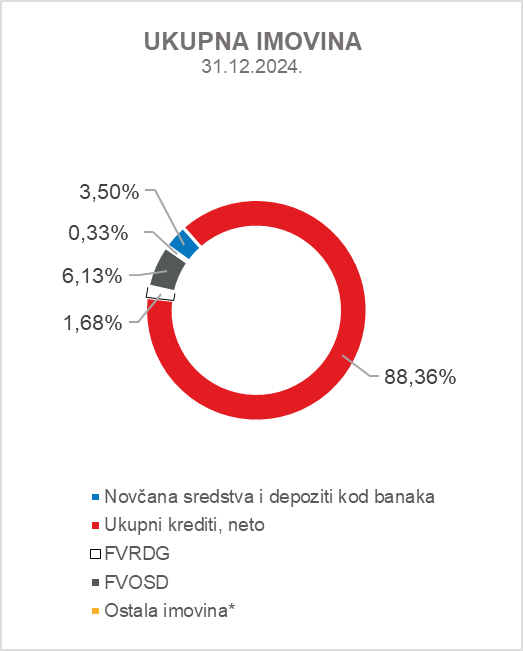 UKUPNA IMOVINA
31.12.2024.
3,50%
0,33%
6,13%
1,68%
88,36%
Novčana sredstva i depoziti kod banaka
Ukupni krediti, neto
FVRDG
FVOSD
Ostala imovina*